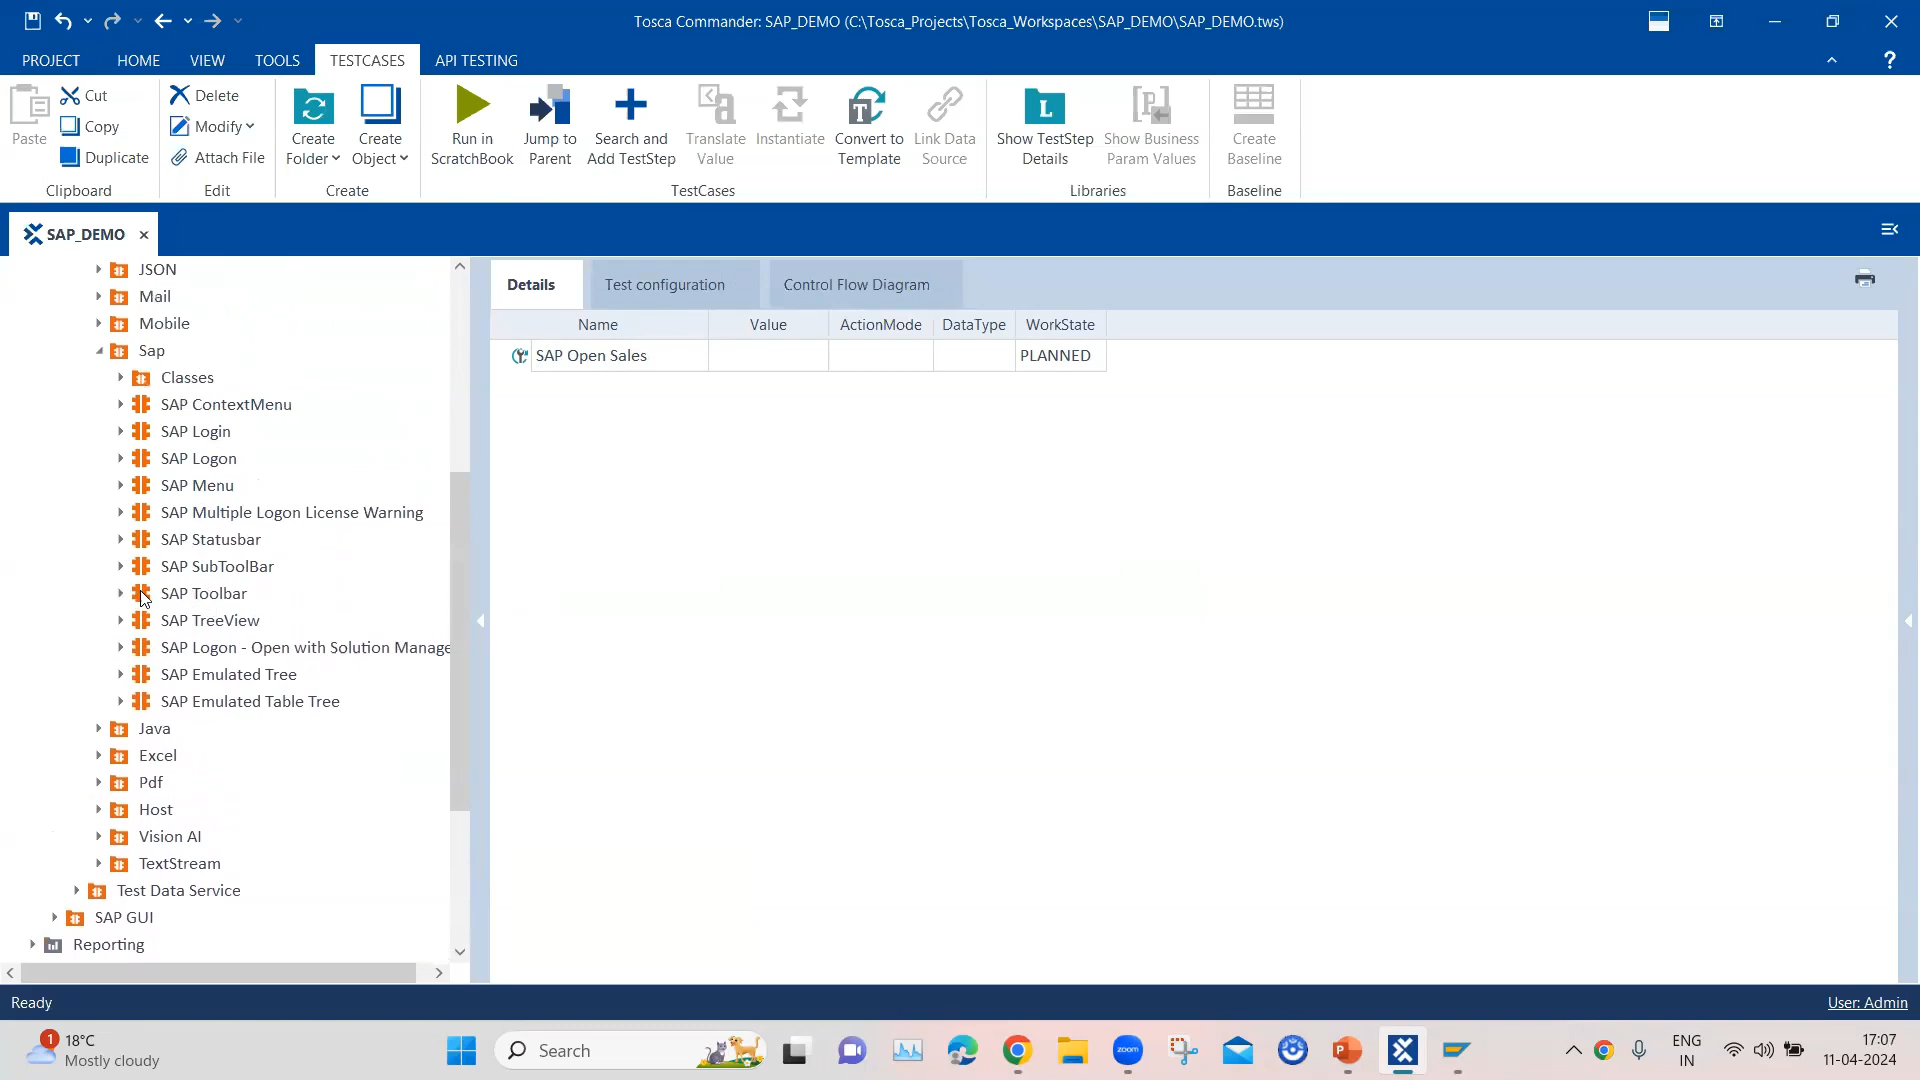 Tosca Commander: SAP_DEMO (C:\Tosca_Projects\Tosca_Workspaces\SAP_DEMO\SAP_DEMO.tws)
PROJECT HOME VIEW TOOLS TESTCASES API TESTING ?
Paste
Cut
Copy
Duplicate
Clipboard
Delete
Modify
Attach File
Edit
Create
Folder
Create
Object
Create
Run in
ScratchBook
Jump to
Parent
Search and
Add TestStep
Translate
Value
Instantiate
Convert to
Template
Link Data
Source
TestCases
Show TestStep
Details
Show Business
Param Values
Libraries
Create
Baseline
Baseline
SAP_DEMO
JSON
Mail
Mobile
Sap
Classes
SAP ContextMenu
SAP Login
SAP Logon
SAP Menu
SAP Multiple Logon License Warning
SAP Statusbar
SAP SubToolBar
SAP Toolbar
SAP TreeView
SAP Logon - Open with Solution Manage
SAP Emulated Tree
SAP Emulated Table Tree
Java
Excel
Pdf
Host
Vision AI
TextStream
Test Data Service
SAP GUI
Reporting
Details Test configuration Control Flow Diagram
Name Value ActionMode DataType WorkState
SAP Open Sales PLANNED
Ready
User: Admin
1
18°C
Mostly cloudy
Search
zoom
ENG
IN
17:07
11-04-2024